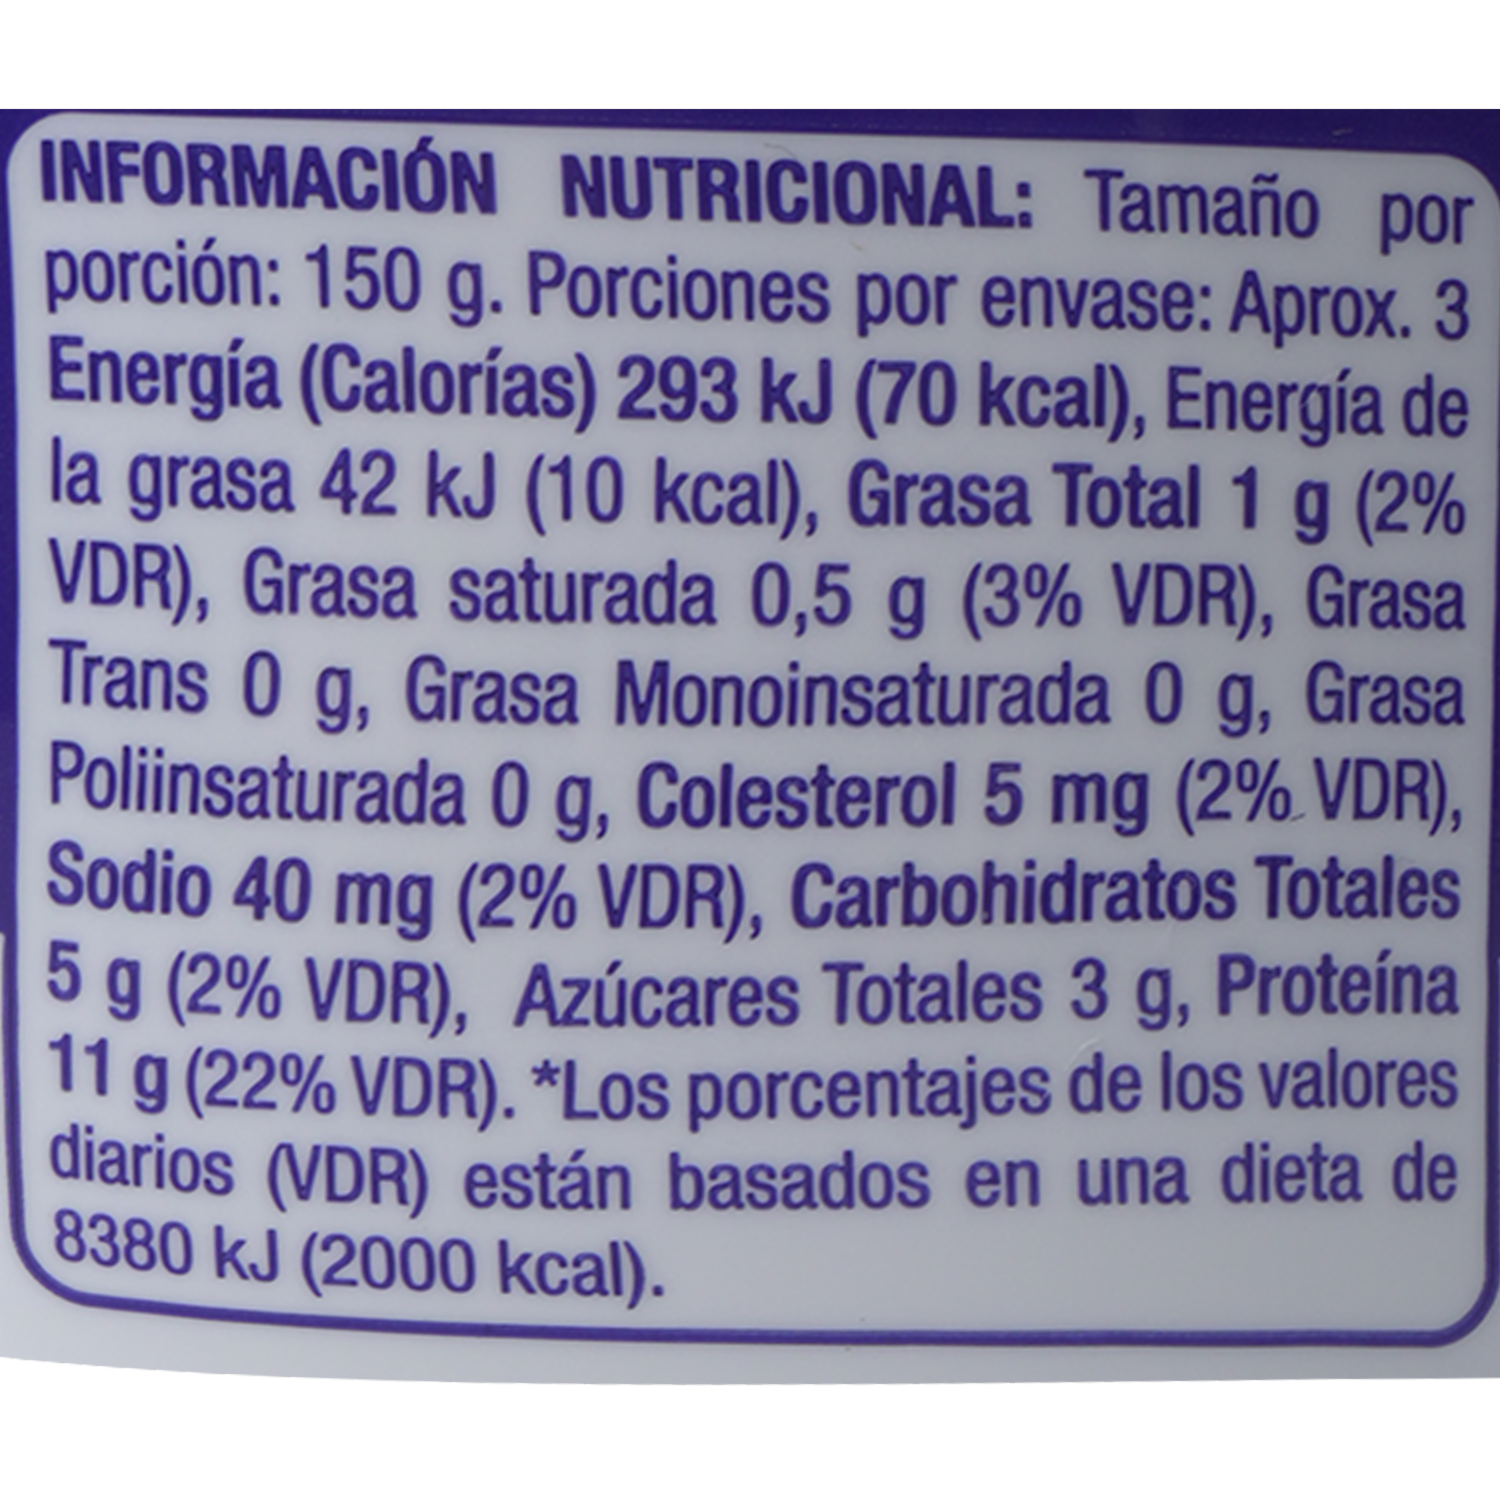 INFORMACIÓN NUTRICIONAL: Tamaño por
porción: 150 g. Porciones por envase: Aprox. 3
Energía (Calorías) 293 kJ (70 kcal), Energía de
la grasa 42 kJ (10 kcal), Grasa Total 1 g (2%
VDR), Grasa saturada 0,5 g (3% VDR), Grasa
Trans 0 g, Grasa Monoinsaturada 0 g, Grasa
Poliinsaturada 0 g, Colesterol 5 mg (2% VDR),
Sodio 40 mg (2% VDR), Carbohidratos Totales
5 g (2% VDR), Azúcares Totales 3 g, Proteína
11 g (22% VDR). *Los porcentajes de los valores
diarios (VDR) están basados en una dieta de
8380 kJ (2000 kcal).